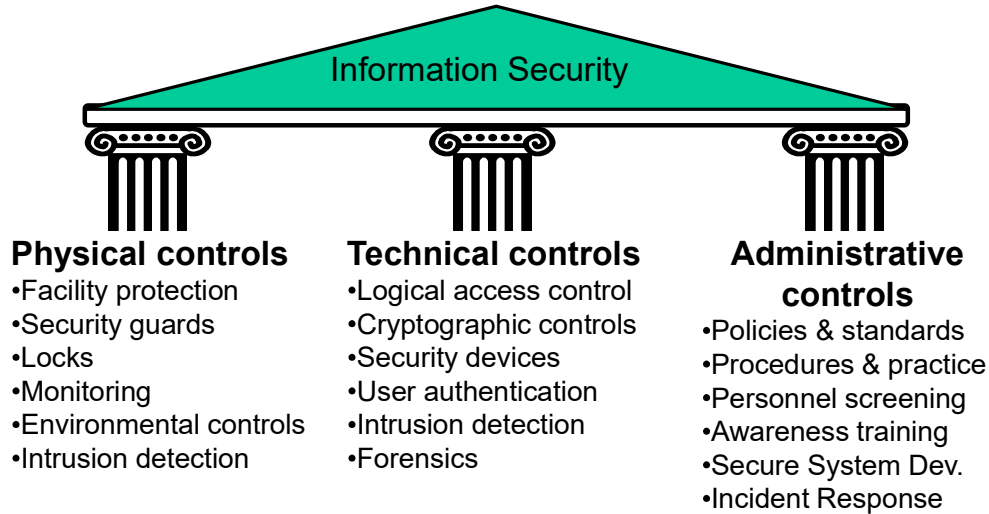 Information Security
Physical controls
•Facility protection
•Security guards
•Locks
•Monitoring
•Environmental controls
•Intrusion detection
Technical controls
•Logical access control
•Cryptographic controls
•Security devices
•User authentication
•Intrusion detection
•Forensics
Administrative
controls
•Policies & standards
•Procedures & practice
•Personnel screening
•Awareness training
•Secure System Dev.
•Incident Response